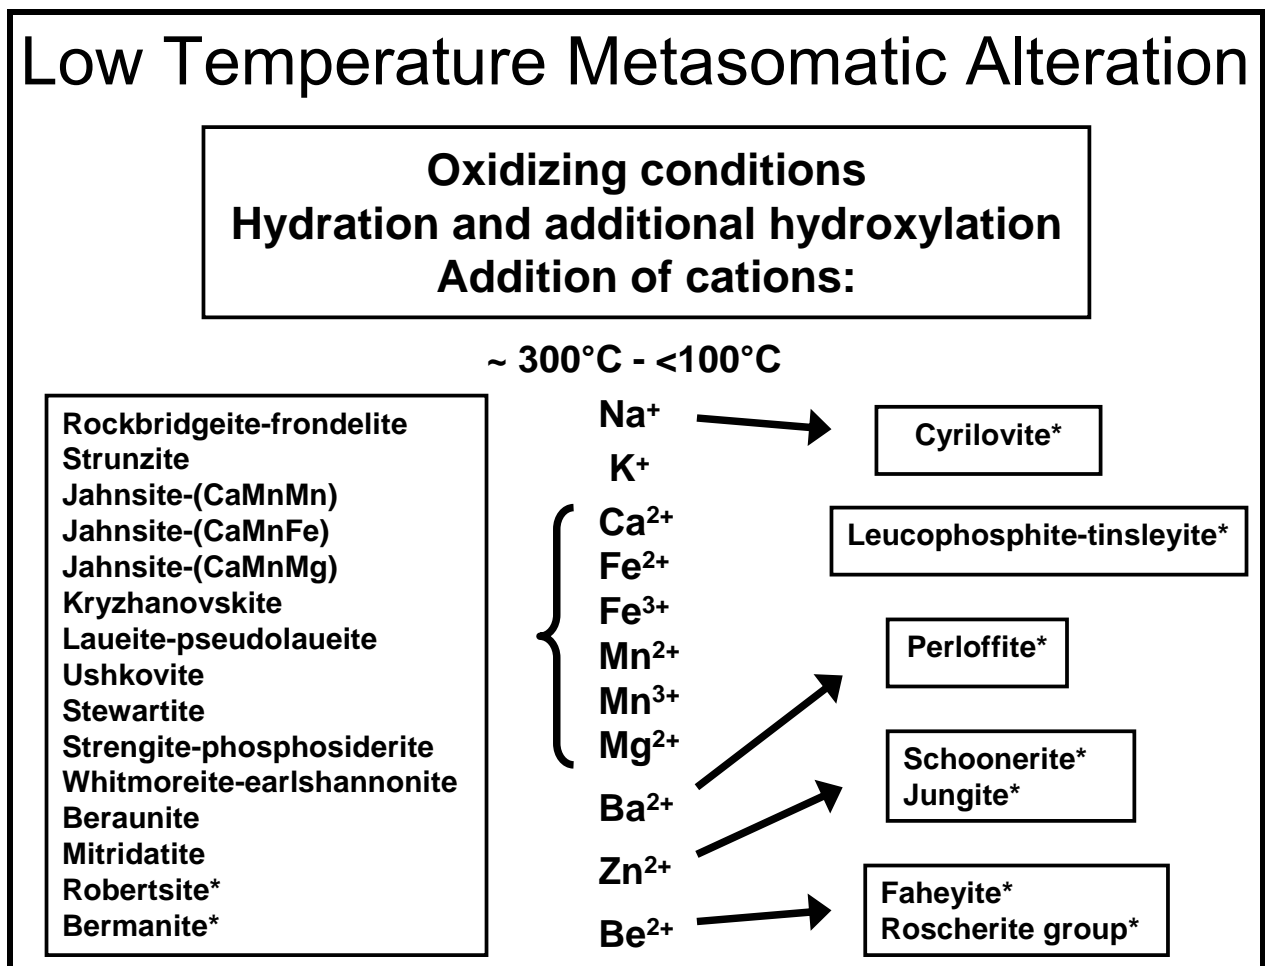 Low Temperature Metasomatic Alteration
Oxidizing conditions
Hydration and additional hydroxylation
Addition of cations:
~ 300°C - <100°C
Rockbridgeite-frondelite
Strunzite
Jahnsite-(CaMnMn)
Jahnsite-(CaMnFe)
Jahnsite-(CaMnMg)
Kryzhanovskite
Laueite-pseudolaueite
Ushkovite
Stewartite
Strengite-phosphosiderite
Whitmoreite-earlshannonite
Beraunite
Mitridatite
Robertsite*
Bermanite*
Na⁺
K⁺
Ca²⁺
Fe²⁺
Fe³⁺
Mn²⁺
Mn³⁺
Mg²⁺
Ba²⁺
Zn²⁺
Be²⁺
Cyrilovite*
Leucophosphite-tinsleyite*
Perloffite*
Schoonerite*
Jungite*
Faheyite*
Roscherite group*